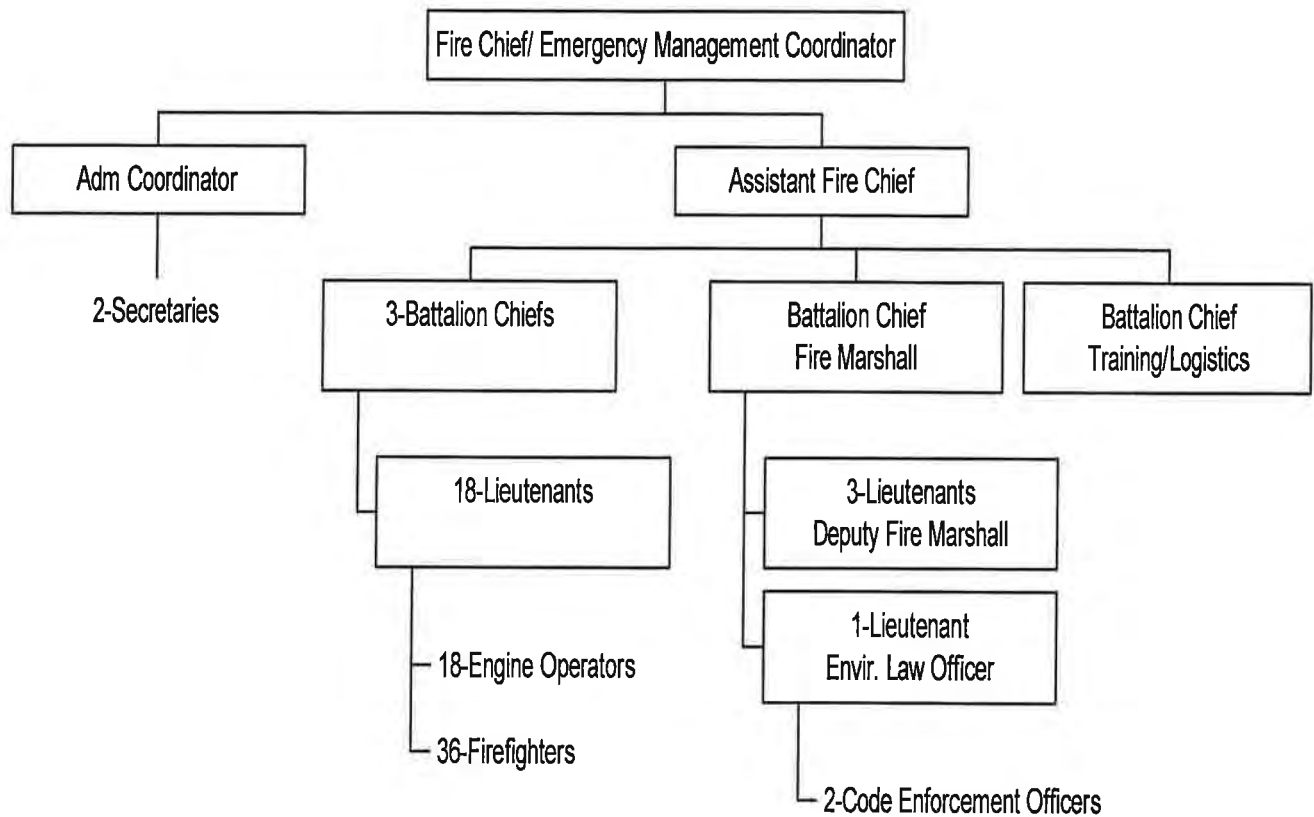 Fire Chief/ Emergency Management Coordinator
Adm Coordinator
Assistant Fire Chief
2-Secretaries
3-Battalion Chiefs
Battalion Chief
Fire Marshall
Battalion Chief
Training/Logistics
18-Lieutenants
3-Lieutenants
Deputy Fire Marshall
1-Lieutenant
Envir. Law Officer
18-Engine Operators
36-Firefighters
2-Code Enforcement Officers